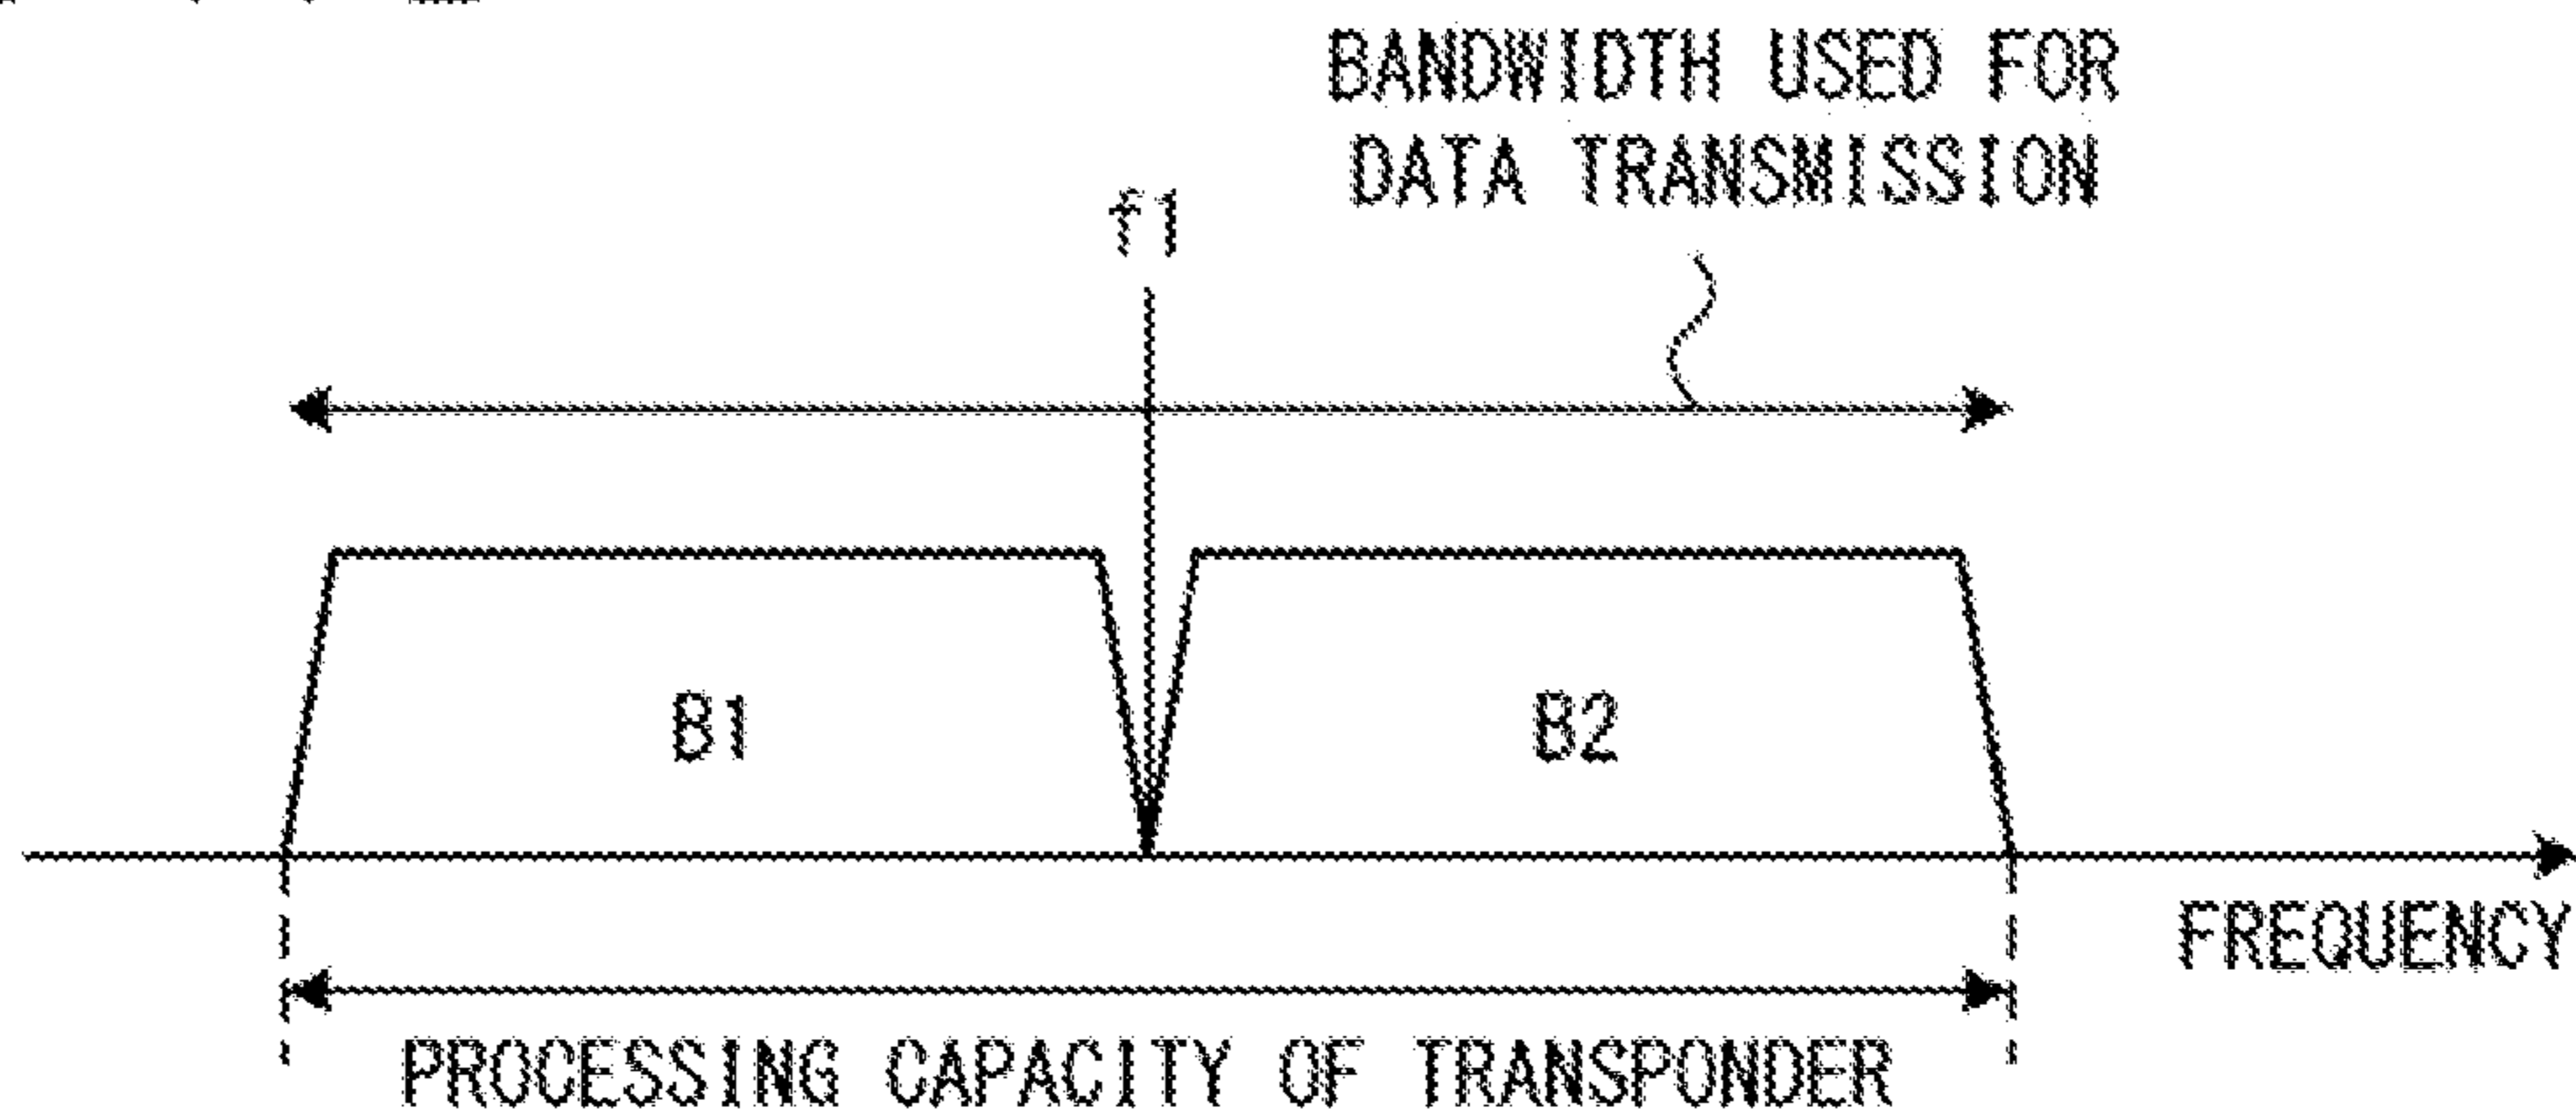 BANDWIDTH USED FOR
DATA TRANSMISSION
f1
B1
B2
FREQUENCY
PROCESSING CAPACITY OF TRANSPONDER